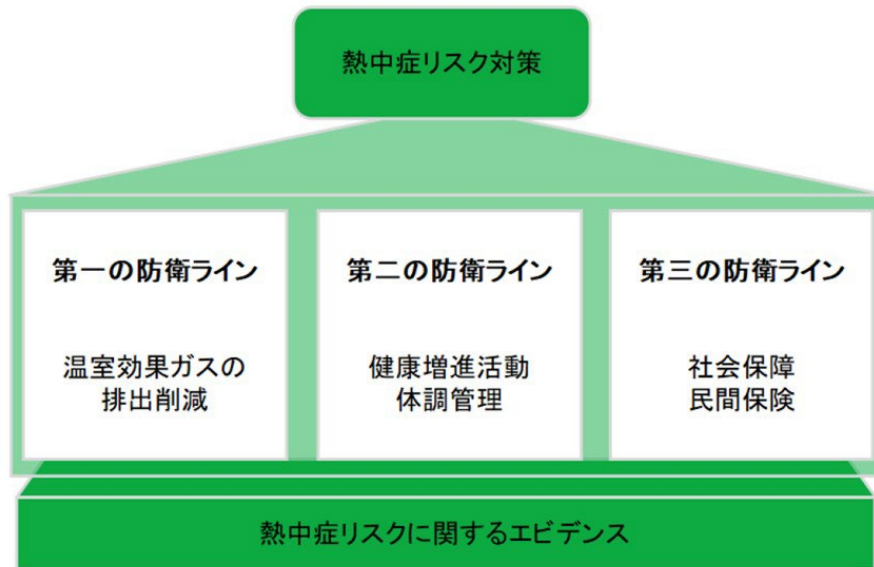 熱中症リスク対策
第一の防衛ライン
温室効果ガスの
排出削減
第二の防衛ライン
健康増進活動
体調管理
第三の防衛ライン
社会保障
民間保険
熱中症リスクに関するエビデンス